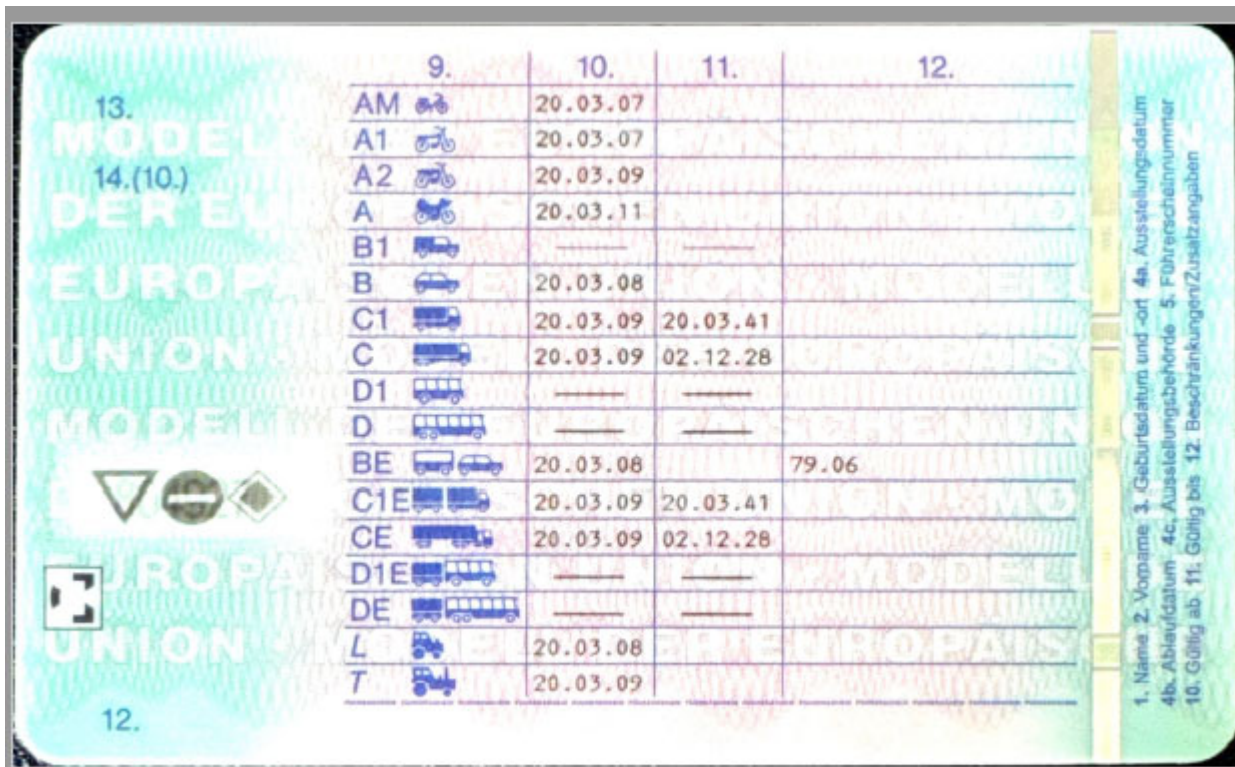 9. 10. 11. 12.
13.
14.(10.)
AM 20.03.07
A1 20.03.07
A2 20.03.09
A 20.03.11
B1
B 20.03.08
C1 20.03.09 20.03.41
C 20.03.09 02.12.28
D1
D
BE 20.03.08 79.06
C1E 20.03.09 20.03.41
CE 20.03.09 02.12.28
D1E
DE
L 20.03.08
T 20.03.09
12.
1. Name 2. Vorname 3. Geburtsdatum und -ort 4a. Ausstellungsdatum
4b. Ablaufdatum 4c. Ausstellungsbehörde 5. Führerscheinnummer
10. Gültig ab 11. Gültig bis 12. Beschränkungen/Zusatzangaben
MODELL
DER EU
EUROPÄ
UNION
MODELL
EUROPÄ
UNION